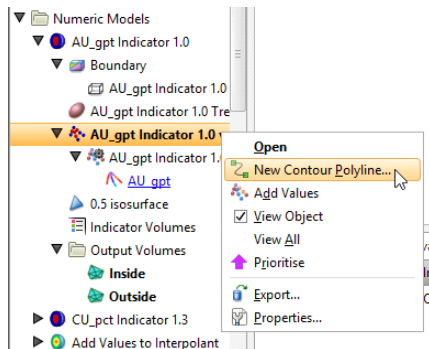 Numeric Models
AU_gpt Indicator 1.0
Boundary
AU_gpt Indicator 1.0
AU_gpt Indicator 1.0 Tre
AU_gpt Indicator 1.0 v
AU_gpt Indicator 1.
AU_gpt
0.5 isosurface
Indicator Volumes
Output Volumes
Inside
Outside
CU_pct Indicator 1.3
Add Values to Interpolant
Open
New Contour Polyline...
Add Values
View Object
View All
Prioritise
Export...
Properties...